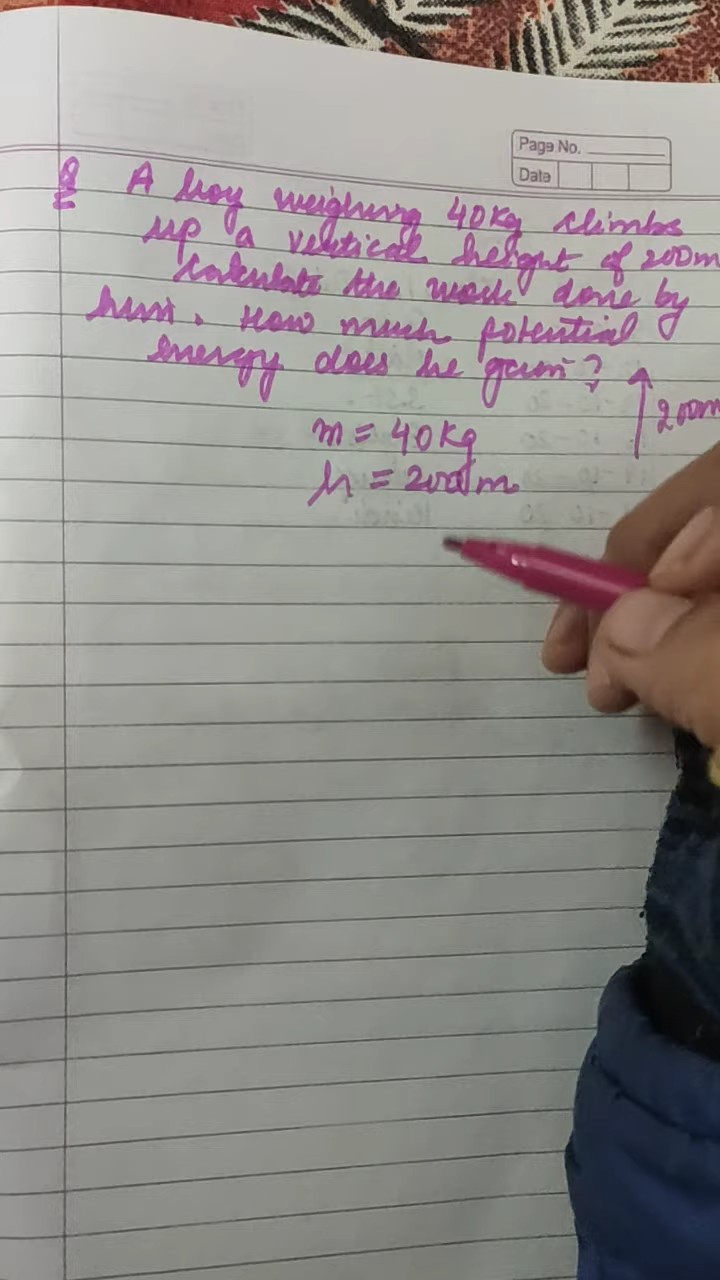 Page No.
Date
Q A boy weighing 40Kg climbs
up a vertical height of 200m
Calculate the work done by
him. How much potential
energy does he gain?
200m
m = 40Kg
h = 200m